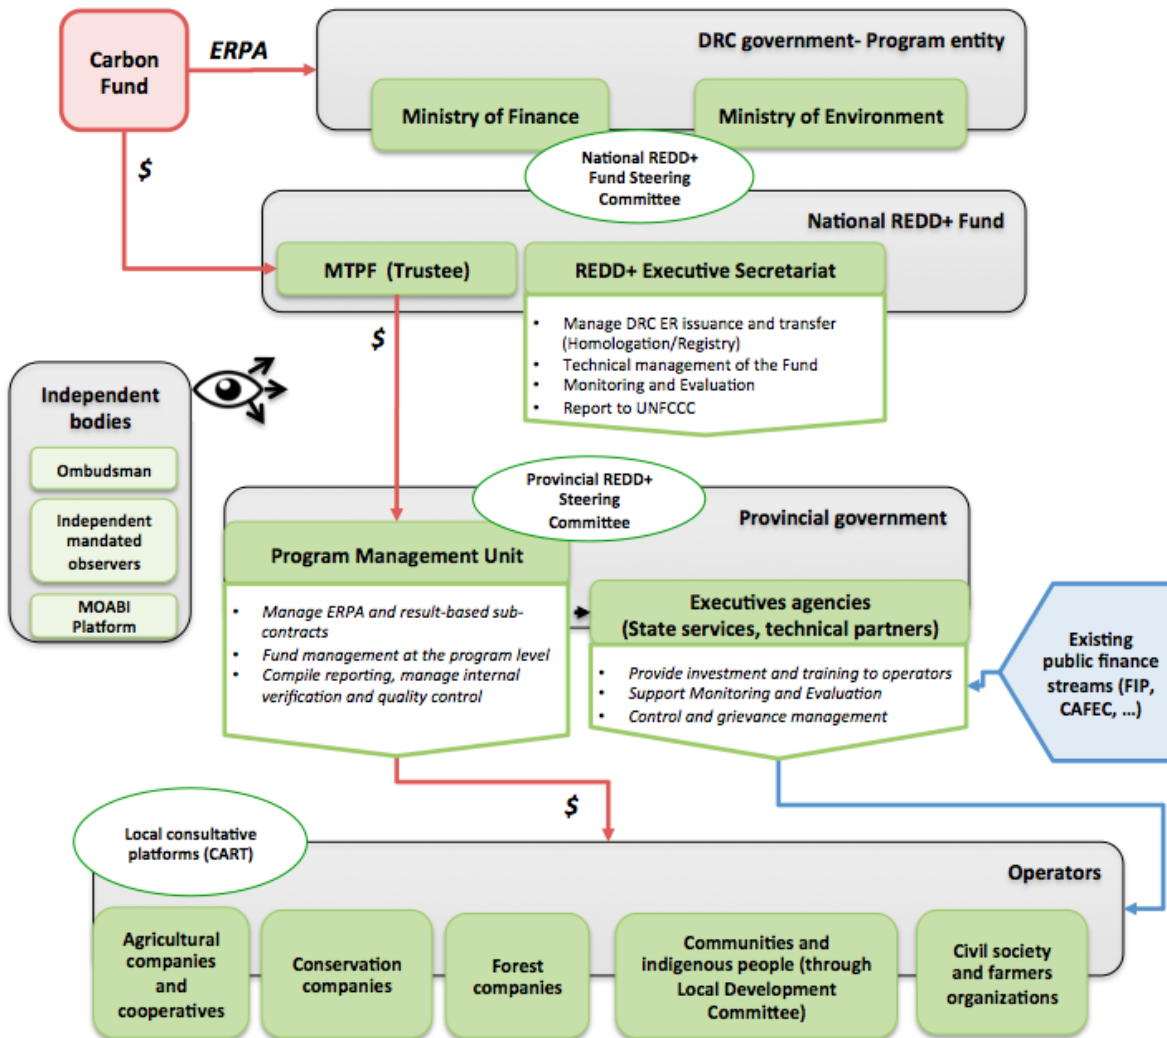 Carbon
Fund
ERPA
DRC government- Program entity
Ministry of Finance
Ministry of Environment
$
National REDD+
Fund Steering
Committee
National REDD+ Fund
MTPF (Trustee)
REDD+ Executive Secretariat
$
• Manage DRC ER issuance and transfer
(Homologation/Registry)
• Technical management of the Fund
• Monitoring and Evaluation
• Report to UNFCCC
Independent
bodies
Ombudsman
Independent
mandated
observers
MOABI
Platform
Provincial REDD+
Steering
Committee
Provincial government
Program Management Unit
• Manage ERPA and result-based sub-
contracts
• Fund management at the program level
• Compile reporting, manage internal
verification and quality control
Executives agencies
(State services, technical partners)
• Provide investment and training to operators
• Support Monitoring and Evaluation
• Control and grievance management
Existing
public finance
streams (FIP,
CAFEC, ...)
$
Local consultative
platforms (CART)
Operators
Agricultural
companies
and
cooperatives
Conservation
companies
Forest
companies
Communities and
indigenous people (through
Local Development
Committee)
Civil society
and farmers
organizations